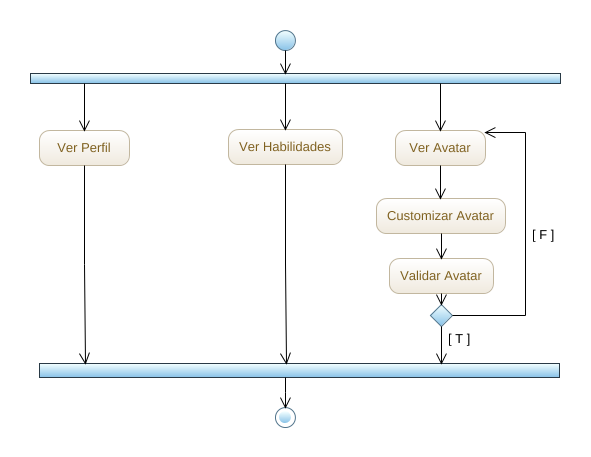 Ver Perfil
Ver Habilidades
Ver Avatar
Customizar Avatar
[ F ]
Validar Avatar
[ T ]